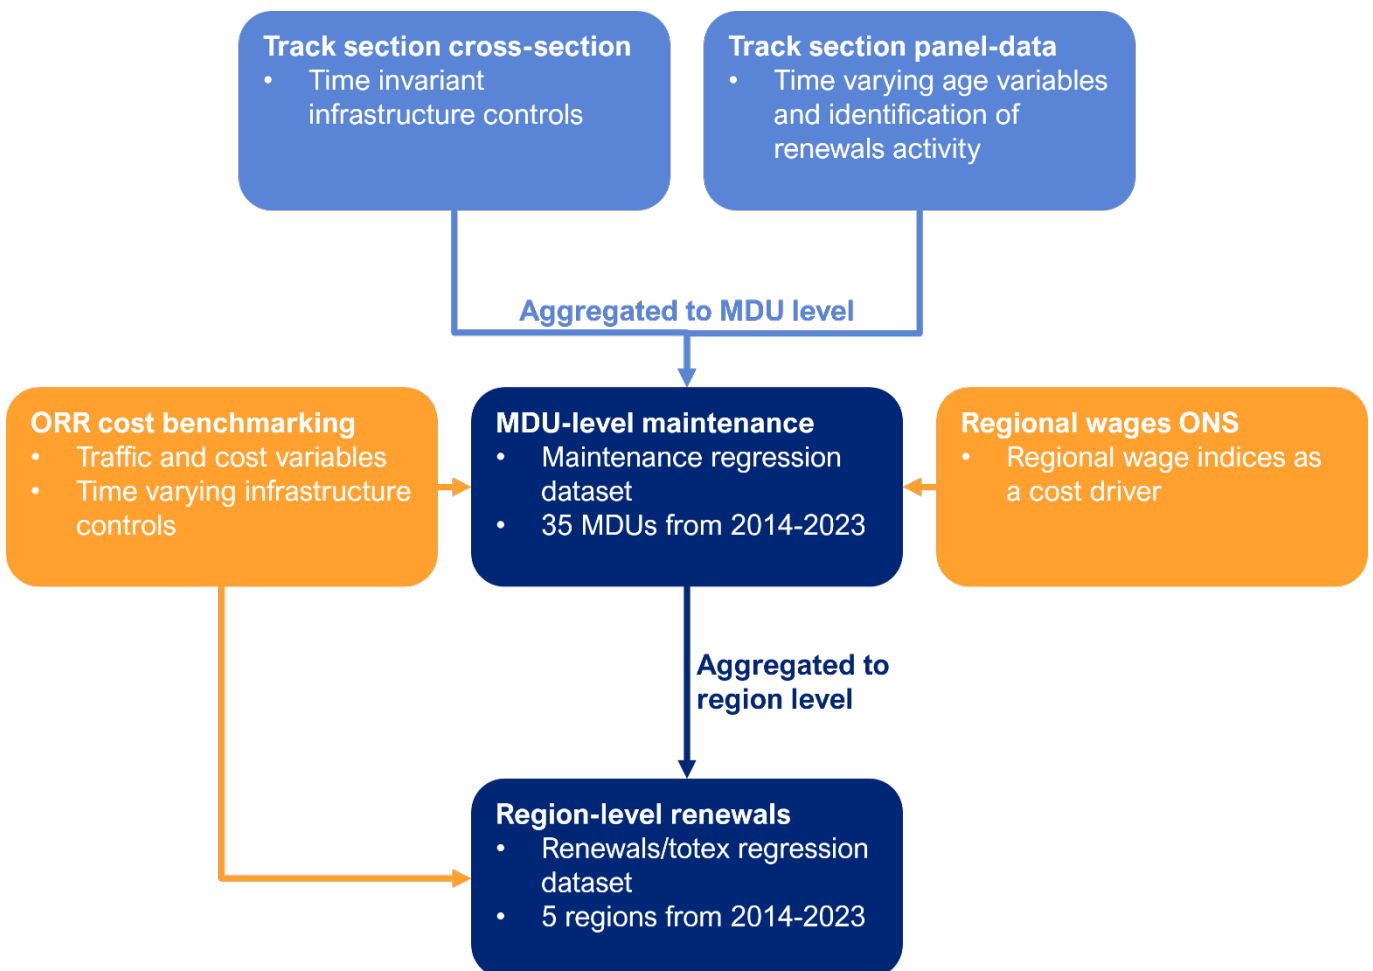 Track section cross-section
• Time invariant
infrastructure controls
Track section panel-data
• Time varying age variables
and identification of
renewals activity
Aggregated to MDU level
ORR cost benchmarking
• Traffic and cost variables
• Time varying infrastructure
controls
MDU-level maintenance
• Maintenance regression
dataset
• 35 MDUs from 2014-2023
Regional wages ONS
• Regional wage indices as
a cost driver
Aggregated to
region level
Region-level renewals
• Renewals/totex regression
dataset
• 5 regions from 2014-2023